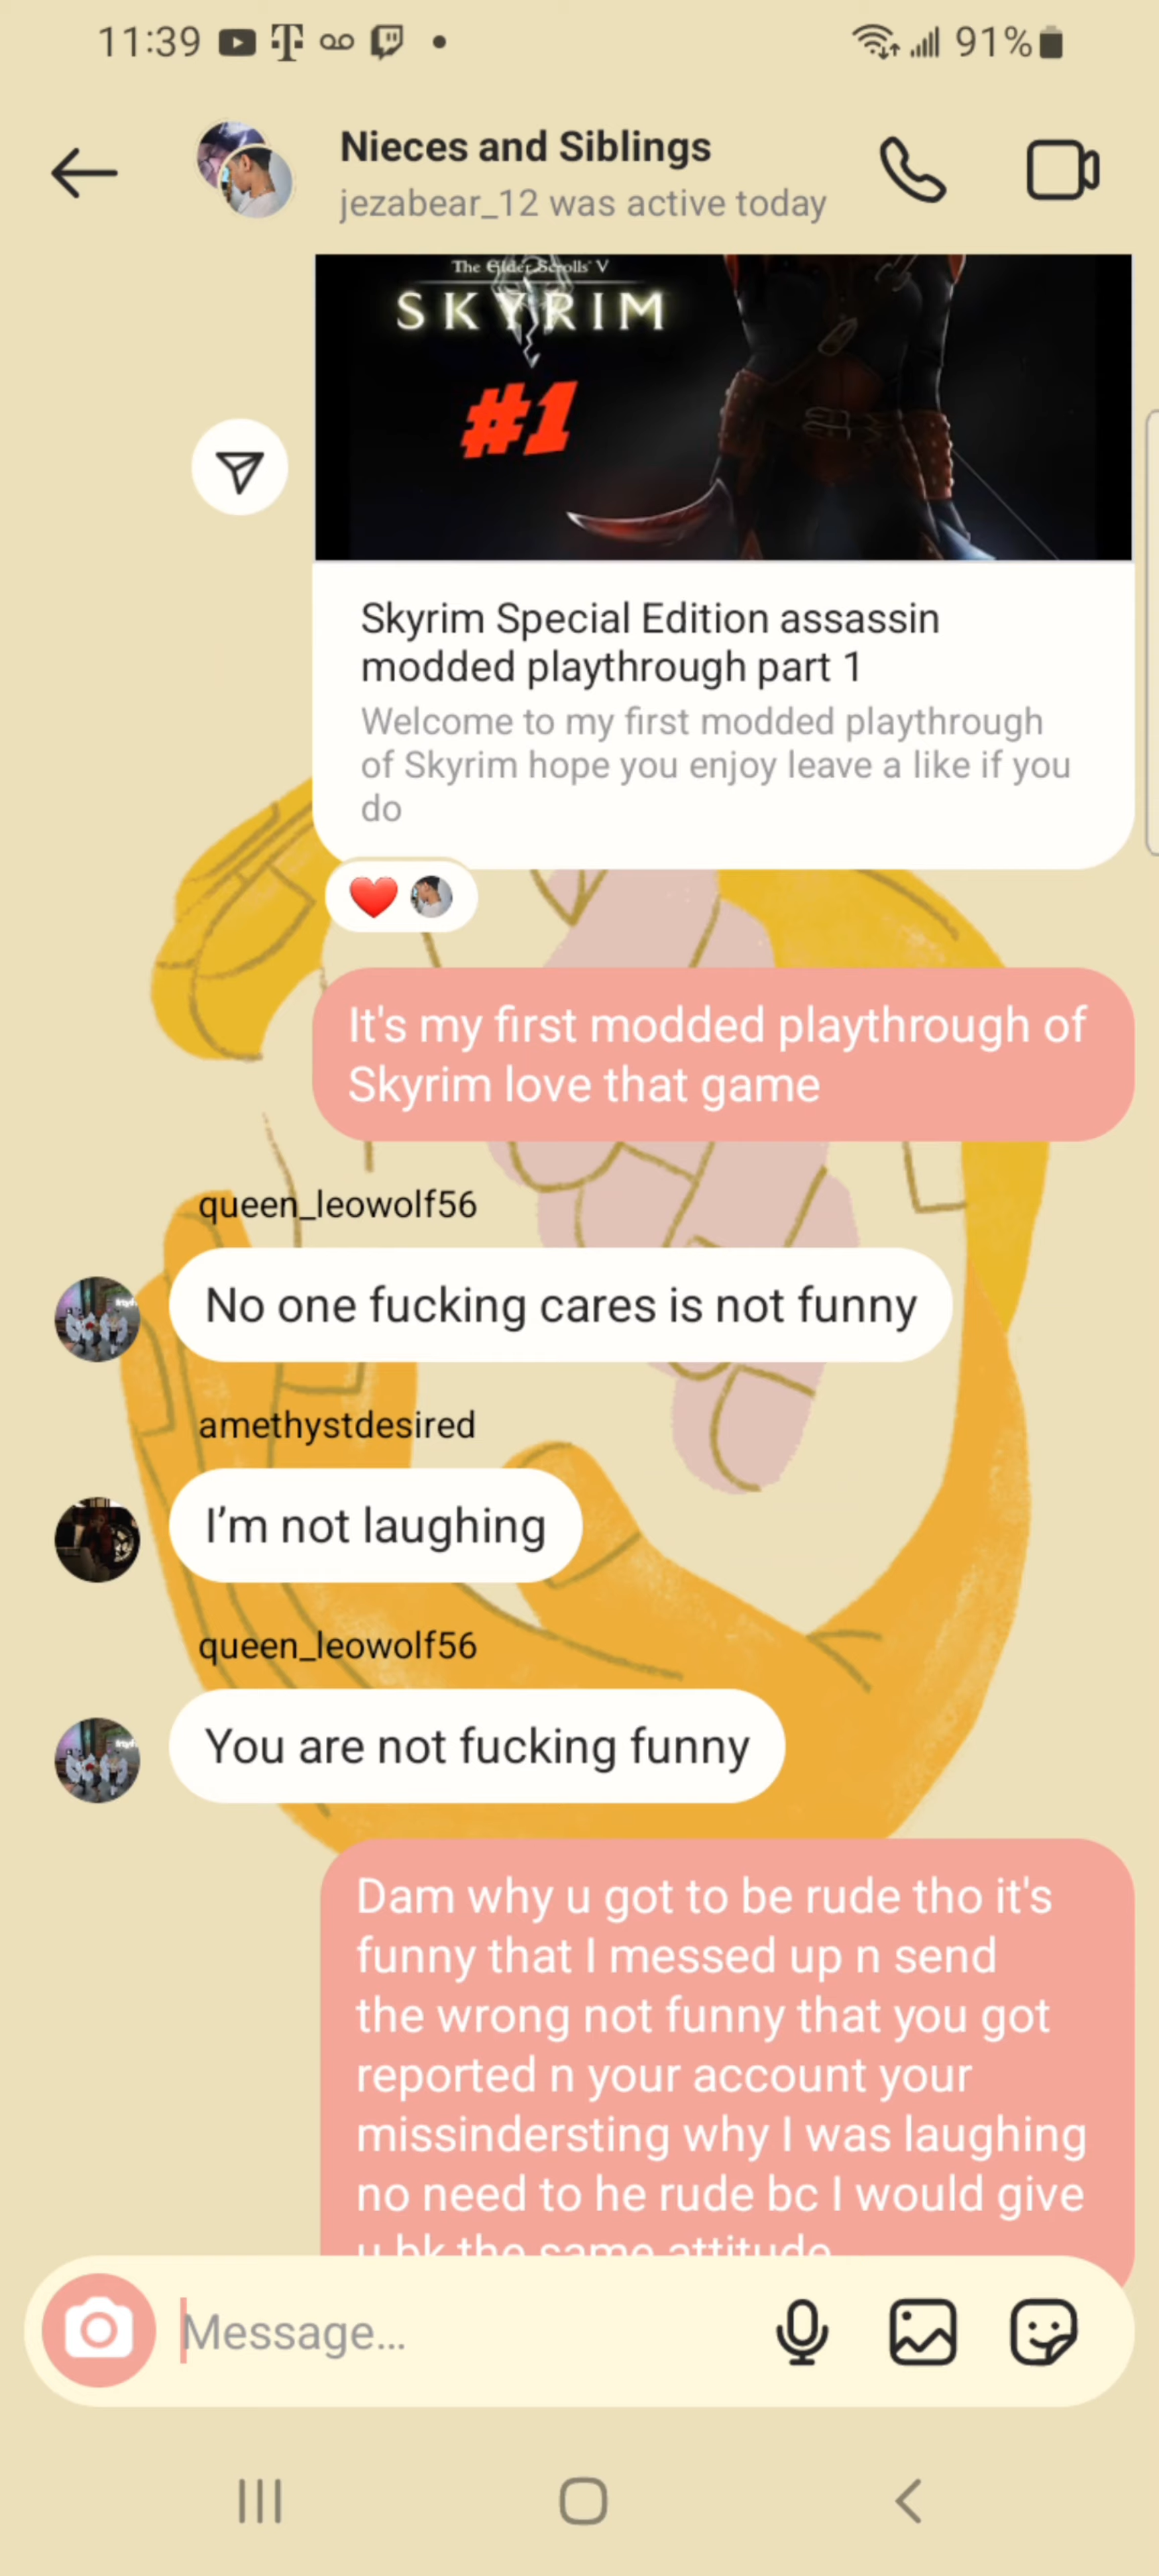 11:39
91%
Nieces and Siblings
jezabear_12 was active today
The Elder Scrolls V
SKYRIM
#1
Skyrim Special Edition assassin
modded playthrough part 1
Welcome to my first modded playthrough
of Skyrim hope you enjoy leave a like if you
do
It's my first modded playthrough of
Skyrim love that game
queen_leowolf56
No one fucking cares is not funny
amethystdesired
I'm not laughing
queen_leowolf56
You are not fucking funny
Dam why u got to be rude tho it's
funny that I messed up n send
the wrong not funny that you got
reported n your account your
missindersting why I was laughing
no need to he rude bc I would give
u bk the same attitude
Message...